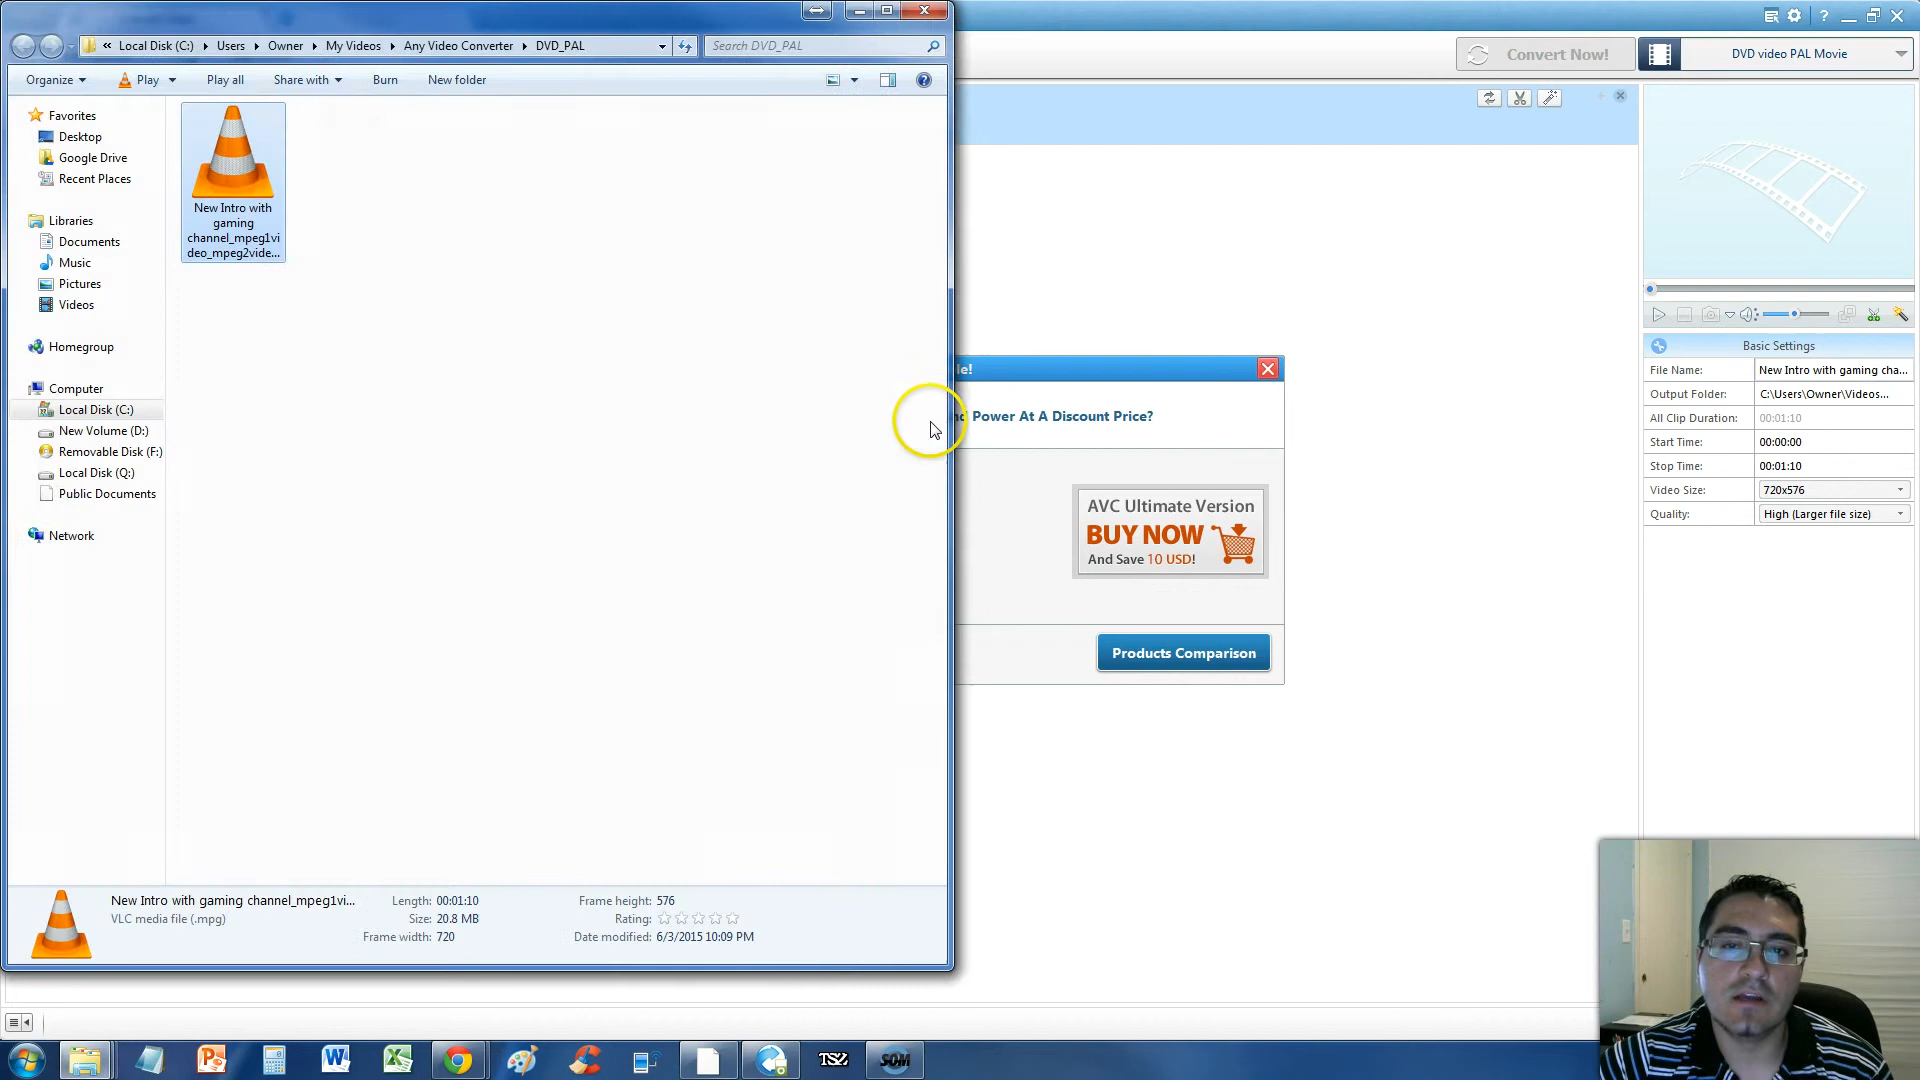 « Local Disk (C:) Users Owner My Videos Any Video Converter DVD_PAL
Search DVD_PAL
Convert Now!
DVD video PAL Movie
Organize Play Play all Share with Burn New folder
Favorites
Desktop
Google Drive
Recent Places
Libraries
Documents
Music
Pictures
Videos
Homegroup
Computer
Local Disk (C:)
New Volume (D:)
Removable Disk (F:)
Local Disk (Q:)
Public Documents
Network
New Intro with
gaming
channel_mpeg1vi
deo_mpeg2vide...
Power At A Discount Price?
AVC Ultimate Version
BUY NOW
And Save 10 USD!
Products Comparison
Basic Settings
File Name: New Intro with gaming cha...
Output Folder: C:\Users\Owner\Videos...
All Clip Duration: 00:01:10
Start Time: 00:00:00
Stop Time: 00:01:10
Video Size: 720x576
Quality: High (Larger file size)
New Intro with gaming channel_mpeg1vi... Length: 00:01:10 Frame height: 576
VLC media file (.mpg) Size: 20.8 MB Rating:
Frame width: 720 Date modified: 6/3/2015 10:09 PM
TSZ
SOM